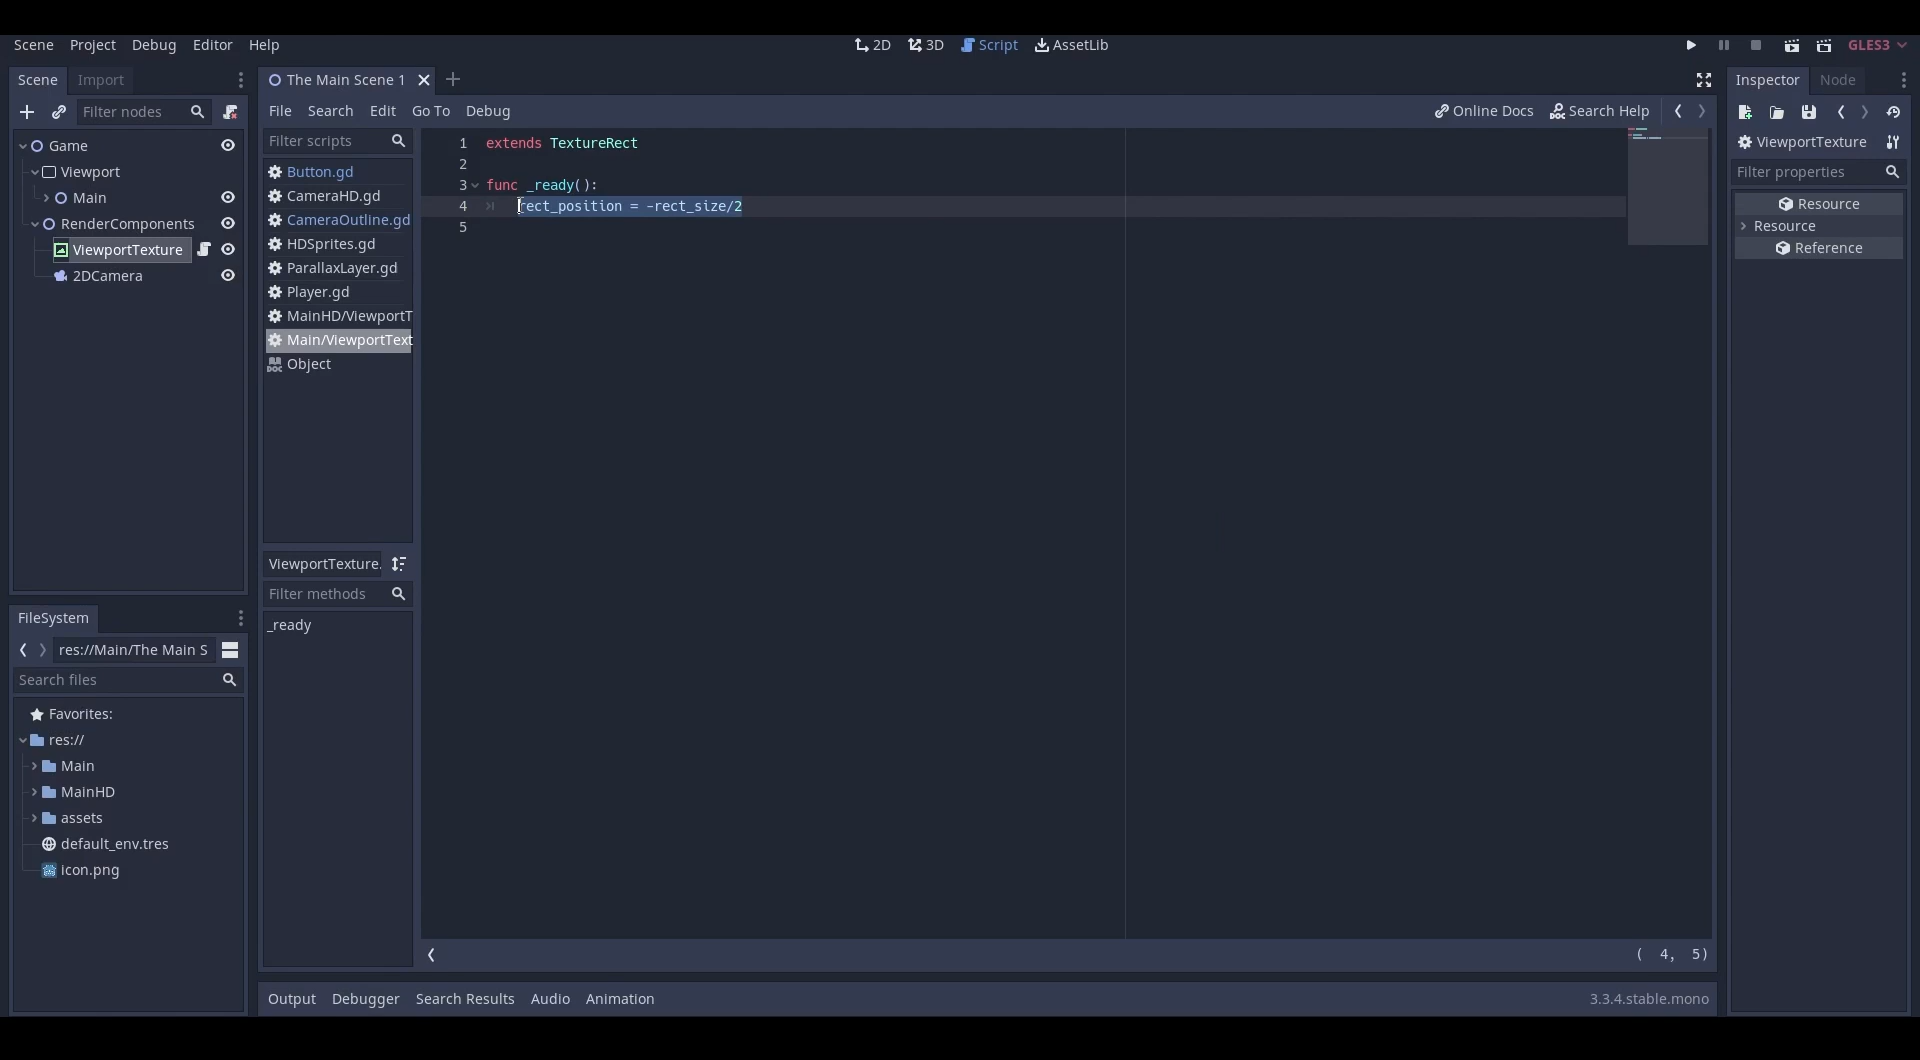 Scene Project Debug Editor Help
2D 3D Script AssetLib
GLES3
Scene Import
Filter nodes
Game
Viewport
Main
RenderComponents
ViewportTexture
2DCamera
FileSystem
res://Main/The Main S
Search files
Favorites:
res://
Main
MainHD
assets
default_env.tres
icon.png
The Main Scene 1
File Search Edit Go To Debug
Online Docs Search Help
Filter scripts
Button.gd
CameraHD.gd
CameraOutline.gd
HDSprites.gd
ParallaxLayer.gd
Player.gd
MainHD/ViewportT
Main/ViewportText
DOC Object
ViewportTexture.
Filter methods
_ready
1 extends TextureRect
2
3 func _ready():
4 rect_position = -rect_size/2
5
( 4, 5)
Output Debugger Search Results Audio Animation
3.3.4.stable.mono
Inspector Node
ViewportTexture
Filter properties
Resource
Resource
Reference